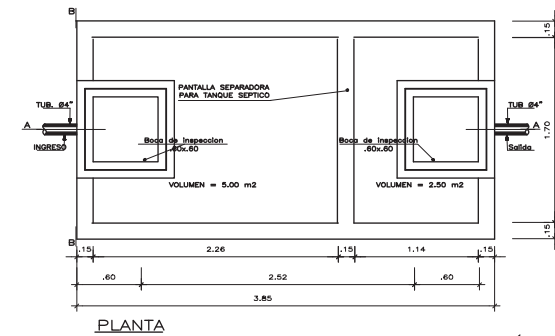 B
.15
PANTALLA SEPARADORA
PARA TANQUE SEPTICO
TUB. Ø4"
TUB Ø4"
A
A
1.70
INGRESO
Boca de inspeccion
.60x.60
Boca de inspeccion
.60x.60
Salida
VOLUMEN = 5.00 m2
VOLUMEN = 2.50 m2
.15
B
.15
2.26
.15
1.14
.15
.60
2.52
.60
3.85
PLANTA